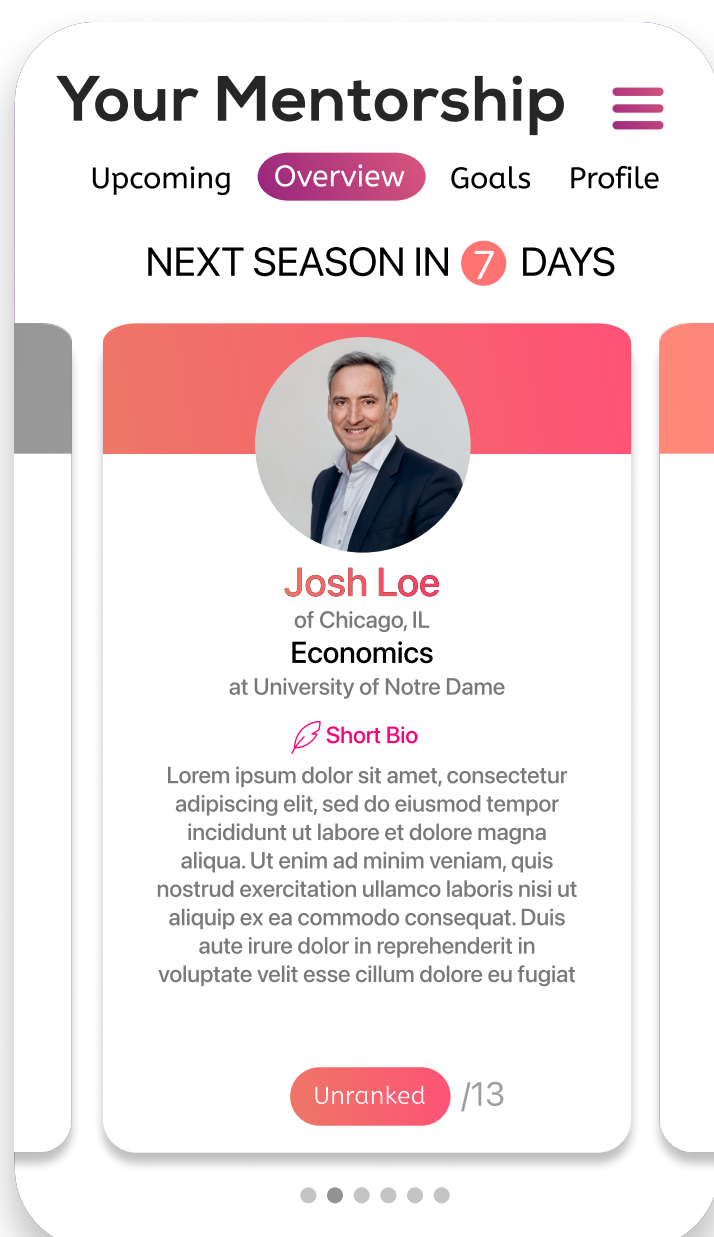 Your Mentorship
Upcoming Overview Goals Profile
NEXT SEASON IN 7 DAYS
Josh Loe
of Chicago, IL
Economics
at University of Notre Dame
Short Bio
Lorem ipsum dolor sit amet, consectetur
adipiscing elit, sed do eiusmod tempor
incididunt ut labore et dolore magna
aliqua. Ut enim ad minim veniam, quis
nostrud exercitation ullamco laboris nisi ut
aliquip ex ea commodo consequat. Duis
aute irure dolor in reprehenderit in
voluptate velit esse cillum dolore eu fugiat
Unranked /13